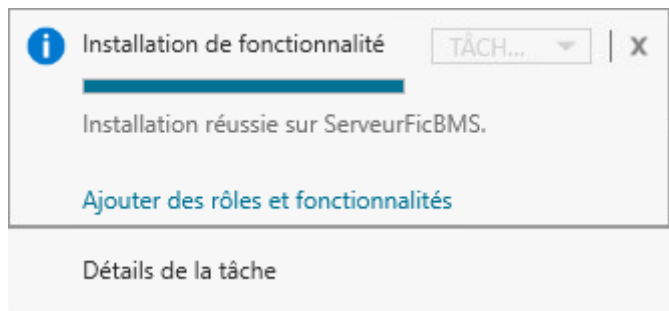 Installation de fonctionnalité
TÂCH...
X
Installation réussie sur ServeurFicBMS.
Ajouter des rôles et fonctionnalités
Détails de la tâche